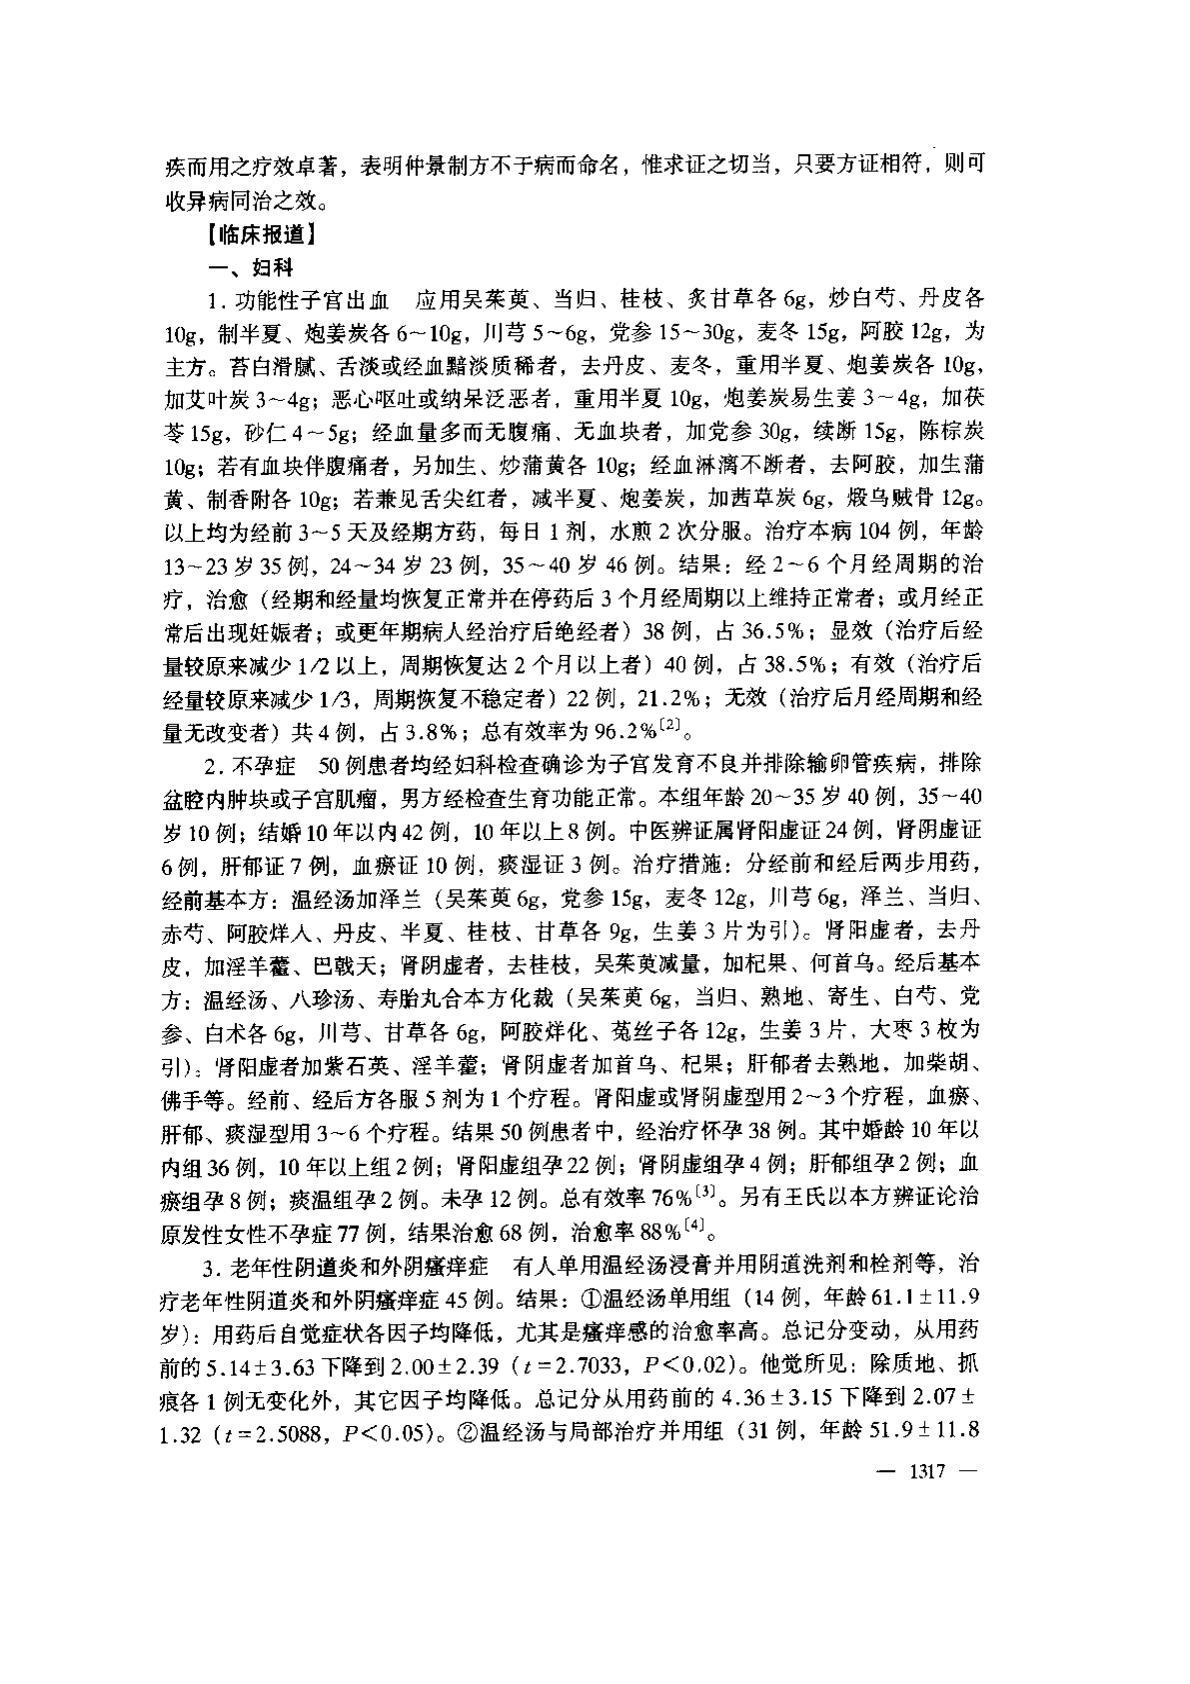 疾而用之疗效卓著，表明仲景制方不于病而命名，惟求证之切当，只要方证相符，则可
收异病同治之效。
【临床报道】
一、妇科
1. 功能性子宫出血　应用吴茱萸、当归、桂枝、炙甘草各 6g，炒白芍、丹皮各
10g，制半夏、炮姜炭各 6～10g，川芎 5～6g，党参 15～30g，麦冬 15g，阿胶 12g，为
主方。苔白滑腻、舌淡或经血黯淡质稀者，去丹皮、麦冬，重用半夏、炮姜炭各 10g，
加艾叶炭 3～4g；恶心呕吐或纳呆泛恶者，重用半夏 10g，炮姜炭易生姜 3～4g，加茯
苓 15g，砂仁 4～5g；经血量多而无腹痛、无血块者，加党参 30g，续断 15g，陈棕炭
10g；若有血块伴腹痛者，另加生、炒蒲黄各 10g；经血淋漓不断者，去阿胶，加生蒲
黄、制香附各 10g；若兼见舌尖红者，减半夏、炮姜炭，加茜草炭 6g，煅乌贼骨 12g。
以上均为经前 3～5 天及经期方药，每日 1 剂，水煎 2 次分服。治疗本病 104 例，年龄
13～23 岁 35 例，24～34 岁 23 例，35～40 岁 46 例。结果：经 2～6 个月经周期的治
疗，治愈（经期和经量均恢复正常并在停药后 3 个月经周期以上维持正常者；或月经正
常后出现妊娠者；或更年期病人经治疗后绝经者）38 例，占 36.5%；显效（治疗后经
量较原来减少 1/2 以上，周期恢复达 2 个月以上者）40 例，占 38.5%；有效（治疗后
经量较原来减少 1/3，周期恢复不稳定者）22 例，21.2%；无效（治疗后月经周期和经
量无改变者）共 4 例，占 3.8%；总有效率为 96.2%〔2〕。
2. 不孕症　50 例患者均经妇科检查确诊为子宫发育不良并排除输卵管疾病，排除
盆腔内肿块或子宫肌瘤，男方经检查生育功能正常。本组年龄 20～35 岁 40 例，35～40
岁 10 例；结婚 10 年以内 42 例，10 年以上 8 例。中医辨证属肾阳虚证 24 例，肾阴虚证
6 例，肝郁证 7 例，血瘀证 10 例，痰湿证 3 例。治疗措施：分经前和经后两步用药，
经前基本方：温经汤加泽兰（吴茱萸 6g，党参 15g，麦冬 12g，川芎 6g，泽兰、当归、
赤芍、阿胶烊人、丹皮、半夏、桂枝、甘草各 9g，生姜 3 片为引）。肾阳虚者，去丹
皮，加淫羊藿、巴戟天；肾阴虚者，去桂枝，吴茱萸减量，加杞果、何首乌。经后基本
方：温经汤、八珍汤、寿胎丸合本方化裁（吴茱萸 6g，当归、熟地、寄生、白芍、党
参、白术各 6g，川芎、甘草各 6g，阿胶烊化、菟丝子各 12g，生姜 3 片，大枣 3 枚为
引）；肾阳虚者加紫石英、淫羊藿；肾阴虚者加首乌、杞果；肝郁者去熟地，加柴胡、
佛手等。经前、经后方各服 5 剂为 1 个疗程。肾阳虚或肾阴虚型用 2～3 个疗程，血瘀、
肝郁、痰湿型用 3～6 个疗程。结果 50 例患者中，经治疗怀孕 38 例。其中婚龄 10 年以
内组 36 例，10 年以上组 2 例；肾阳虚组孕 22 例；肾阴虚组孕 4 例；肝郁组孕 2 例；血
瘀组孕 8 例；痰温组孕 2 例。未孕 12 例。总有效率 76%〔3〕。另有王氏以本方辨证论治
原发性女性不孕症 77 例，结果治愈 68 例，治愈率 88%〔4〕。
3. 老年性阴道炎和外阴瘙痒症　有人单用温经汤浸膏并用阴道洗剂和栓剂等，治
疗老年性阴道炎和外阴瘙痒症 45 例。结果：①温经汤单用组（14 例，年龄 61.1±11.9
岁）：用药后自觉症状各因子均降低，尤其是瘙痒感的治愈率高。总记分变动，从用药
前的 5.14±3.63 下降到 2.00±2.39（t=2.7033，P<0.02）。他觉所见：除质地、抓
痕各 1 例无变化外，其它因子均降低。总记分从用药前的 4.36±3.15 下降到 2.07±
1.32（t=2.5088，P<0.05）。②温经汤与局部治疗并用组（31 例，年龄 51.9±11.8
— 1317 —